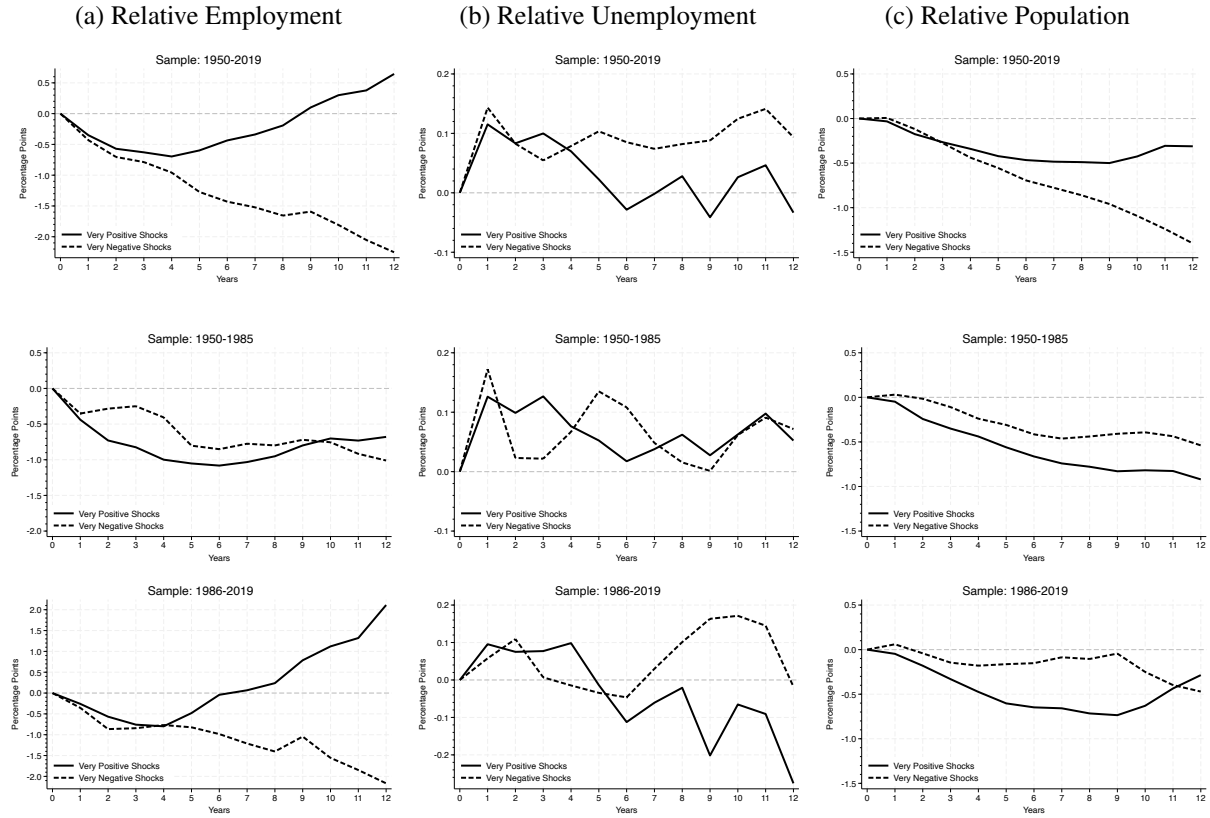 (a) Relative Employment
(b) Relative Unemployment
(c) Relative Population
Sample: 1950-2019
Percentage Points
0.5
0.0
-0.5
-1.0
-1.5
-2.0
Very Positive Shocks
Very Negative Shocks
0 1 2 3 4 5 6 7 8 9 10 11 12
Years
Sample: 1950-2019
Percentage Points
0.2
0.1
0.0
-0.1
Very Positive Shocks
Very Negative Shocks
0 1 2 3 4 5 6 7 8 9 10 11 12
Years
Sample: 1950-2019
Percentage Points
0.5
0.0
-0.5
-1.0
-1.5
Very Positive Shocks
Very Negative Shocks
0 1 2 3 4 5 6 7 8 9 10 11 12
Years
Sample: 1950-1985
Percentage Points
0.5
0.0
-0.5
-1.0
-1.5
-2.0
Very Positive Shocks
Very Negative Shocks
0 1 2 3 4 5 6 7 8 9 10 11 12
Years
Sample: 1950-1985
Percentage Points
0.2
0.1
0.0
-0.1
Very Positive Shocks
Very Negative Shocks
0 1 2 3 4 5 6 7 8 9 10 11 12
Years
Sample: 1950-1985
Percentage Points
0.5
0.0
-0.5
-1.0
-1.5
Very Positive Shocks
Very Negative Shocks
0 1 2 3 4 5 6 7 8 9 10 11 12
Years
Sample: 1986-2019
Percentage Points
2.0
1.5
1.0
0.5
0.0
-0.5
-1.0
-1.5
-2.0
Very Positive Shocks
Very Negative Shocks
0 1 2 3 4 5 6 7 8 9 10 11 12
Years
Sample: 1986-2019
Percentage Points
0.2
0.1
0.0
-0.1
-0.2
Very Positive Shocks
Very Negative Shocks
0 1 2 3 4 5 6 7 8 9 10 11 12
Years
Sample: 1986-2019
Percentage Points
0.5
0.0
-0.5
-1.0
-1.5
Very Positive Shocks
Very Negative Shocks
0 1 2 3 4 5 6 7 8 9 10 11 12
Years